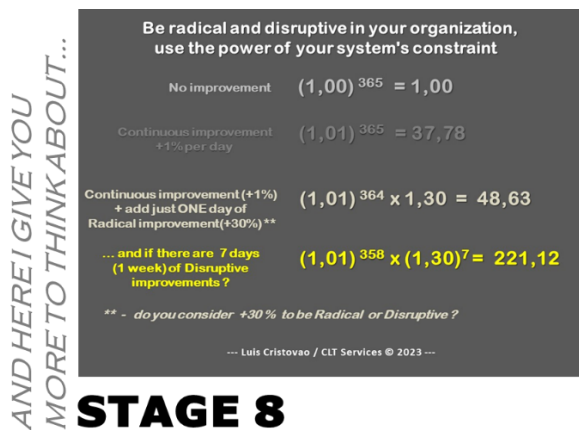 AND HERE I GIVE YOU
MORE TO THINK ABOUT...
Be radical and disruptive in your organization,
use the power of your system's constraint
No improvement (1,00) 365 = 1,00
Continuous improvement
+1% per day
(1,01) 365 = 37,78
Continuous improvement (+1%)
+ add just ONE day of
Radical improvement(+30%) **
(1,01) 364 x 1,30 = 48,63
... and if there are 7 days
(1 week) of Disruptive
improvements ?
(1,01) 358 x (1,30)7 = 221,12
** - do you consider +30% to be Radical or Disruptive ?
--- Luis Cristovao / CLT Services © 2023 ---
STAGE 8